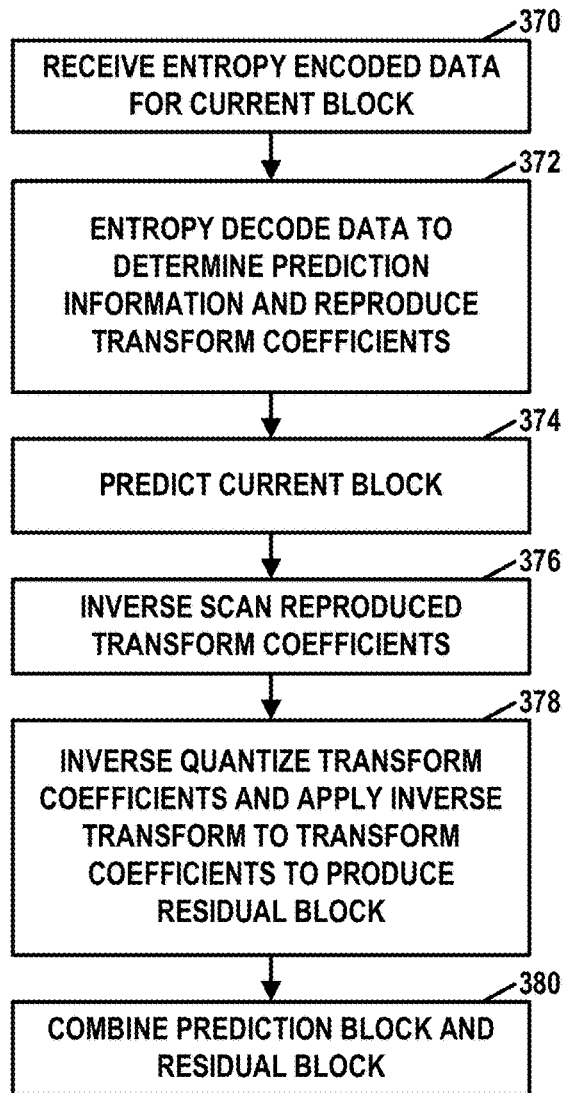 370
RECEIVE ENTROPY ENCODED DATA
FOR CURRENT BLOCK
372
ENTROPY DECODE DATA TO
DETERMINE PREDICTION
INFORMATION AND REPRODUCE
TRANSFORM COEFFICIENTS
374
PREDICT CURRENT BLOCK
376
INVERSE SCAN REPRODUCED
TRANSFORM COEFFICIENTS
378
INVERSE QUANTIZE TRANSFORM
COEFFICIENTS AND APPLY INVERSE
TRANSFORM TO TRANSFORM
COEFFICIENTS TO PRODUCE
RESIDUAL BLOCK
380
COMBINE PREDICTION BLOCK AND
RESIDUAL BLOCK